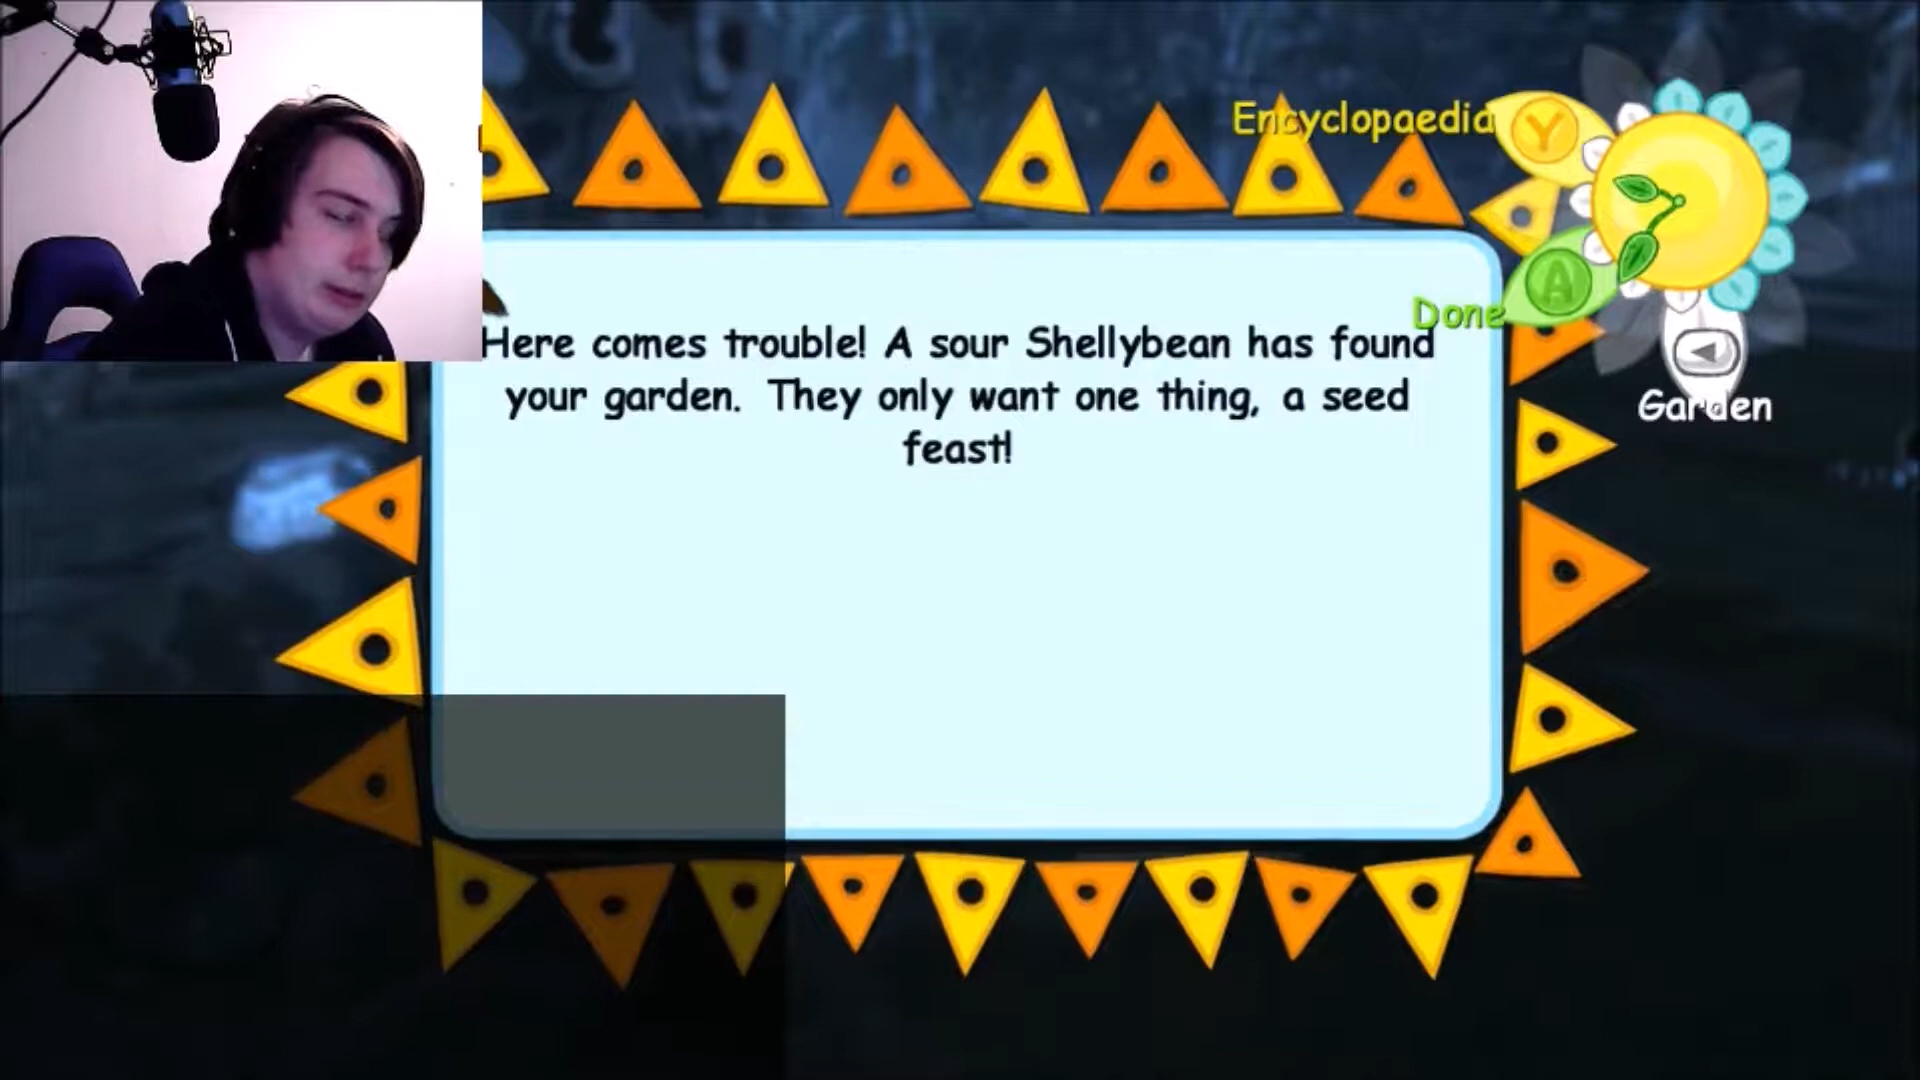 Encyclopaedia
Y
A
Done
Garden
Here comes trouble! A sour Shellybean has found
your garden. They only want one thing, a seed
feast!